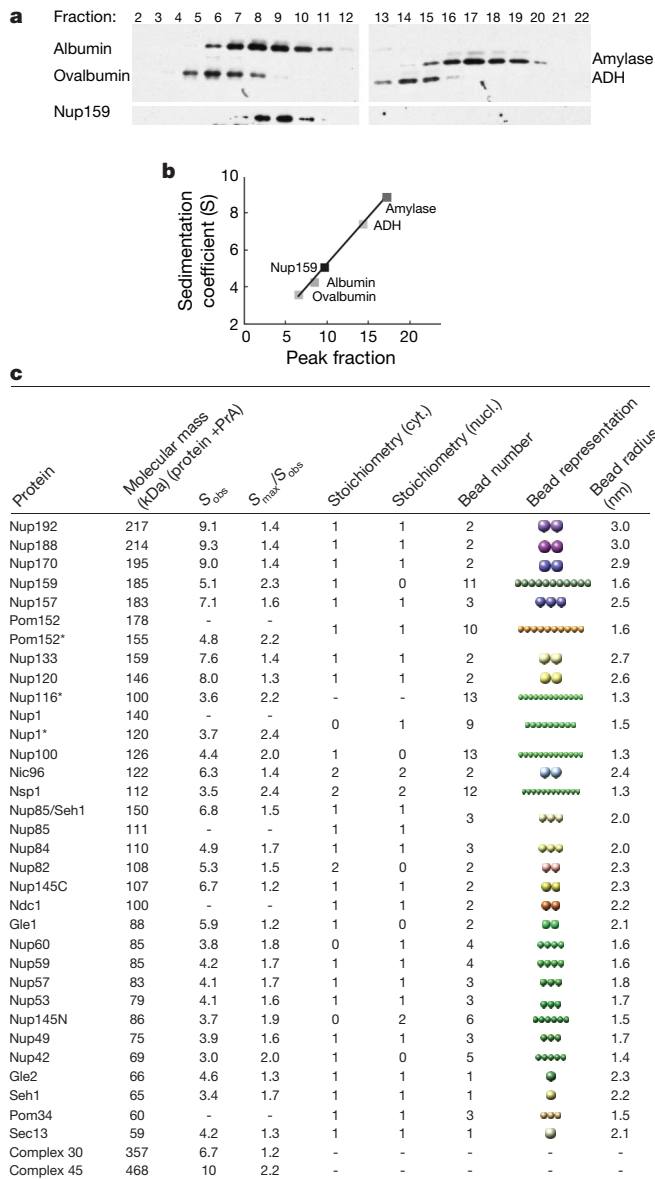 a
Fraction: 2 3 4 5 6 7 8 9 10 11 12 13 14 15 16 17 18 19 20 21 22
Albumin
Ovalbumin
Nup159
Amylase
ADH
b
Sedimentation
coefficient (S)
10
8
6
4
2
Amylase
ADH
Nup159
Albumin
Ovalbumin
0 5 10 15 20
Peak fraction
c
Protein
Molecular mass
(kDa) (protein +PrA)
Sobs
Smax/Sobs
Stoichiometry (cyt.)
Stoichiometry (nucl.)
Bead number
Bead representation
Bead radius
(nm)
Nup192 217 9.1 1.4 1 1 2 3.0
Nup188 214 9.3 1.4 1 1 2 3.0
Nup170 195 9.0 1.4 1 1 2 2.9
Nup159 185 5.1 2.3 1 0 11 1.6
Nup157 183 7.1 1.6 1 1 3 2.5
Pom152 178 - -
1 1 10 1.6
Pom152* 155 4.8 2.2
Nup133 159 7.6 1.4 1 1 2 2.7
Nup120 146 8.0 1.3 1 1 2 2.6
Nup116* 100 3.6 2.2 - - 13 1.3
Nup1 140 - -
0 1 9 1.5
Nup1* 120 3.7 2.4
Nup100 126 4.4 2.0 1 0 13 1.3
Nic96 122 6.3 1.4 2 2 2 2.4
Nsp1 112 3.5 2.4 2 2 12 1.3
Nup85/Seh1 150 6.8 1.5 1 1
3 2.0
Nup85 111 - - 1 1
Nup84 110 4.9 1.7 1 1 3 2.0
Nup82 108 5.3 1.5 2 0 2 2.3
Nup145C 107 6.7 1.2 1 1 2 2.3
Ndc1 100 - - 1 1 2 2.2
Gle1 88 5.9 1.2 1 0 2 2.1
Nup60 85 3.8 1.8 0 1 4 1.6
Nup59 85 4.2 1.7 1 1 4 1.6
Nup57 83 4.1 1.7 1 1 3 1.8
Nup53 79 4.1 1.6 1 1 3 1.7
Nup145N 86 3.7 1.9 0 2 6 1.5
Nup49 75 3.9 1.6 1 1 3 1.7
Nup42 69 3.0 2.0 1 0 5 1.4
Gle2 66 4.6 1.3 1 1 1 2.3
Seh1 65 3.4 1.7 1 1 1 2.2
Pom34 60 - - 1 1 3 1.5
Sec13 59 4.2 1.3 1 1 1 2.1
Complex 30 357 6.7 1.2 - - - - -
Complex 45 468 10 2.2 - - - - -